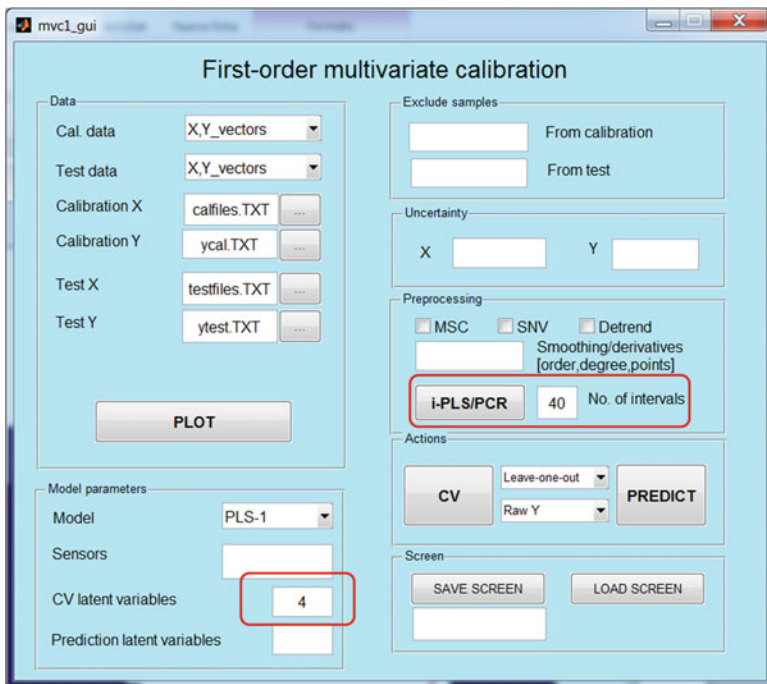 mvc1_gui
First-order multivariate calibration
Data
Cal. data X,Y_vectors
Test data X,Y_vectors
Calibration X calfiles.TXT ...
Calibration Y ycal.TXT ...
Test X testfiles.TXT ...
Test Y ytest.TXT ...
PLOT
Model parameters
Model PLS-1
Sensors
CV latent variables 4
Prediction latent variables
Exclude samples
From calibration
From test
Uncertainty
X Y
Preprocessing
MSC SNV Detrend
Smoothing/derivatives
[order,degree,points]
i-PLS/PCR 40 No. of intervals
Actions
CV Leave-one-out PREDICT
Raw Y
Screen
SAVE SCREEN LOAD SCREEN